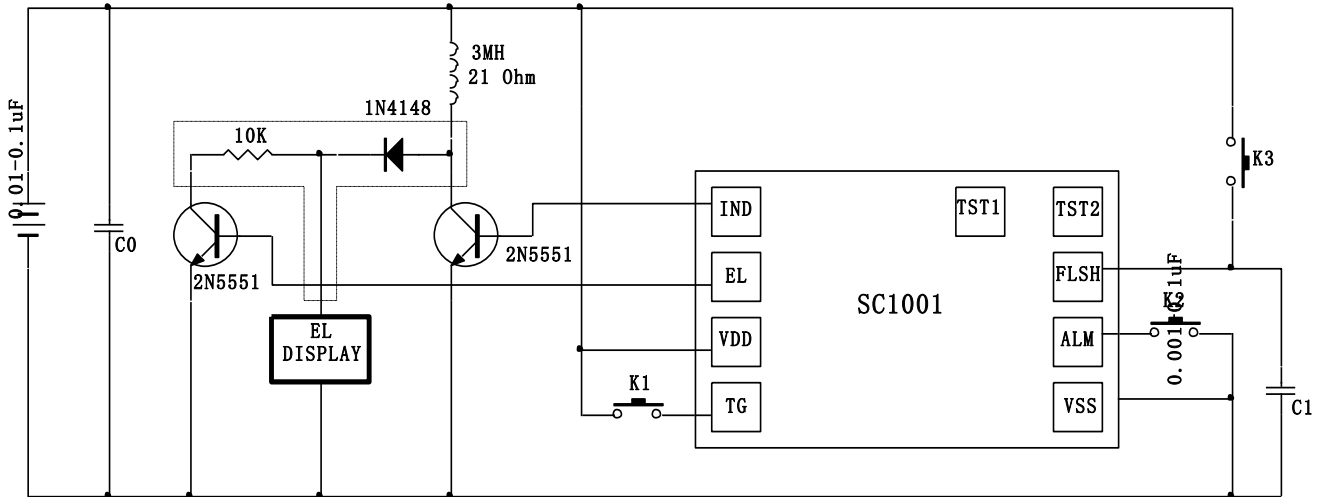 3MH
21 Ohm
1N4148
0.01-0.1uF
10K
K3
IND
TST1
TST2
C0
2N5551
2N5551
EL
FLSH
SC1001
K2
EL
DISPLAY
VDD
ALM
K1
TG
VSS
C1